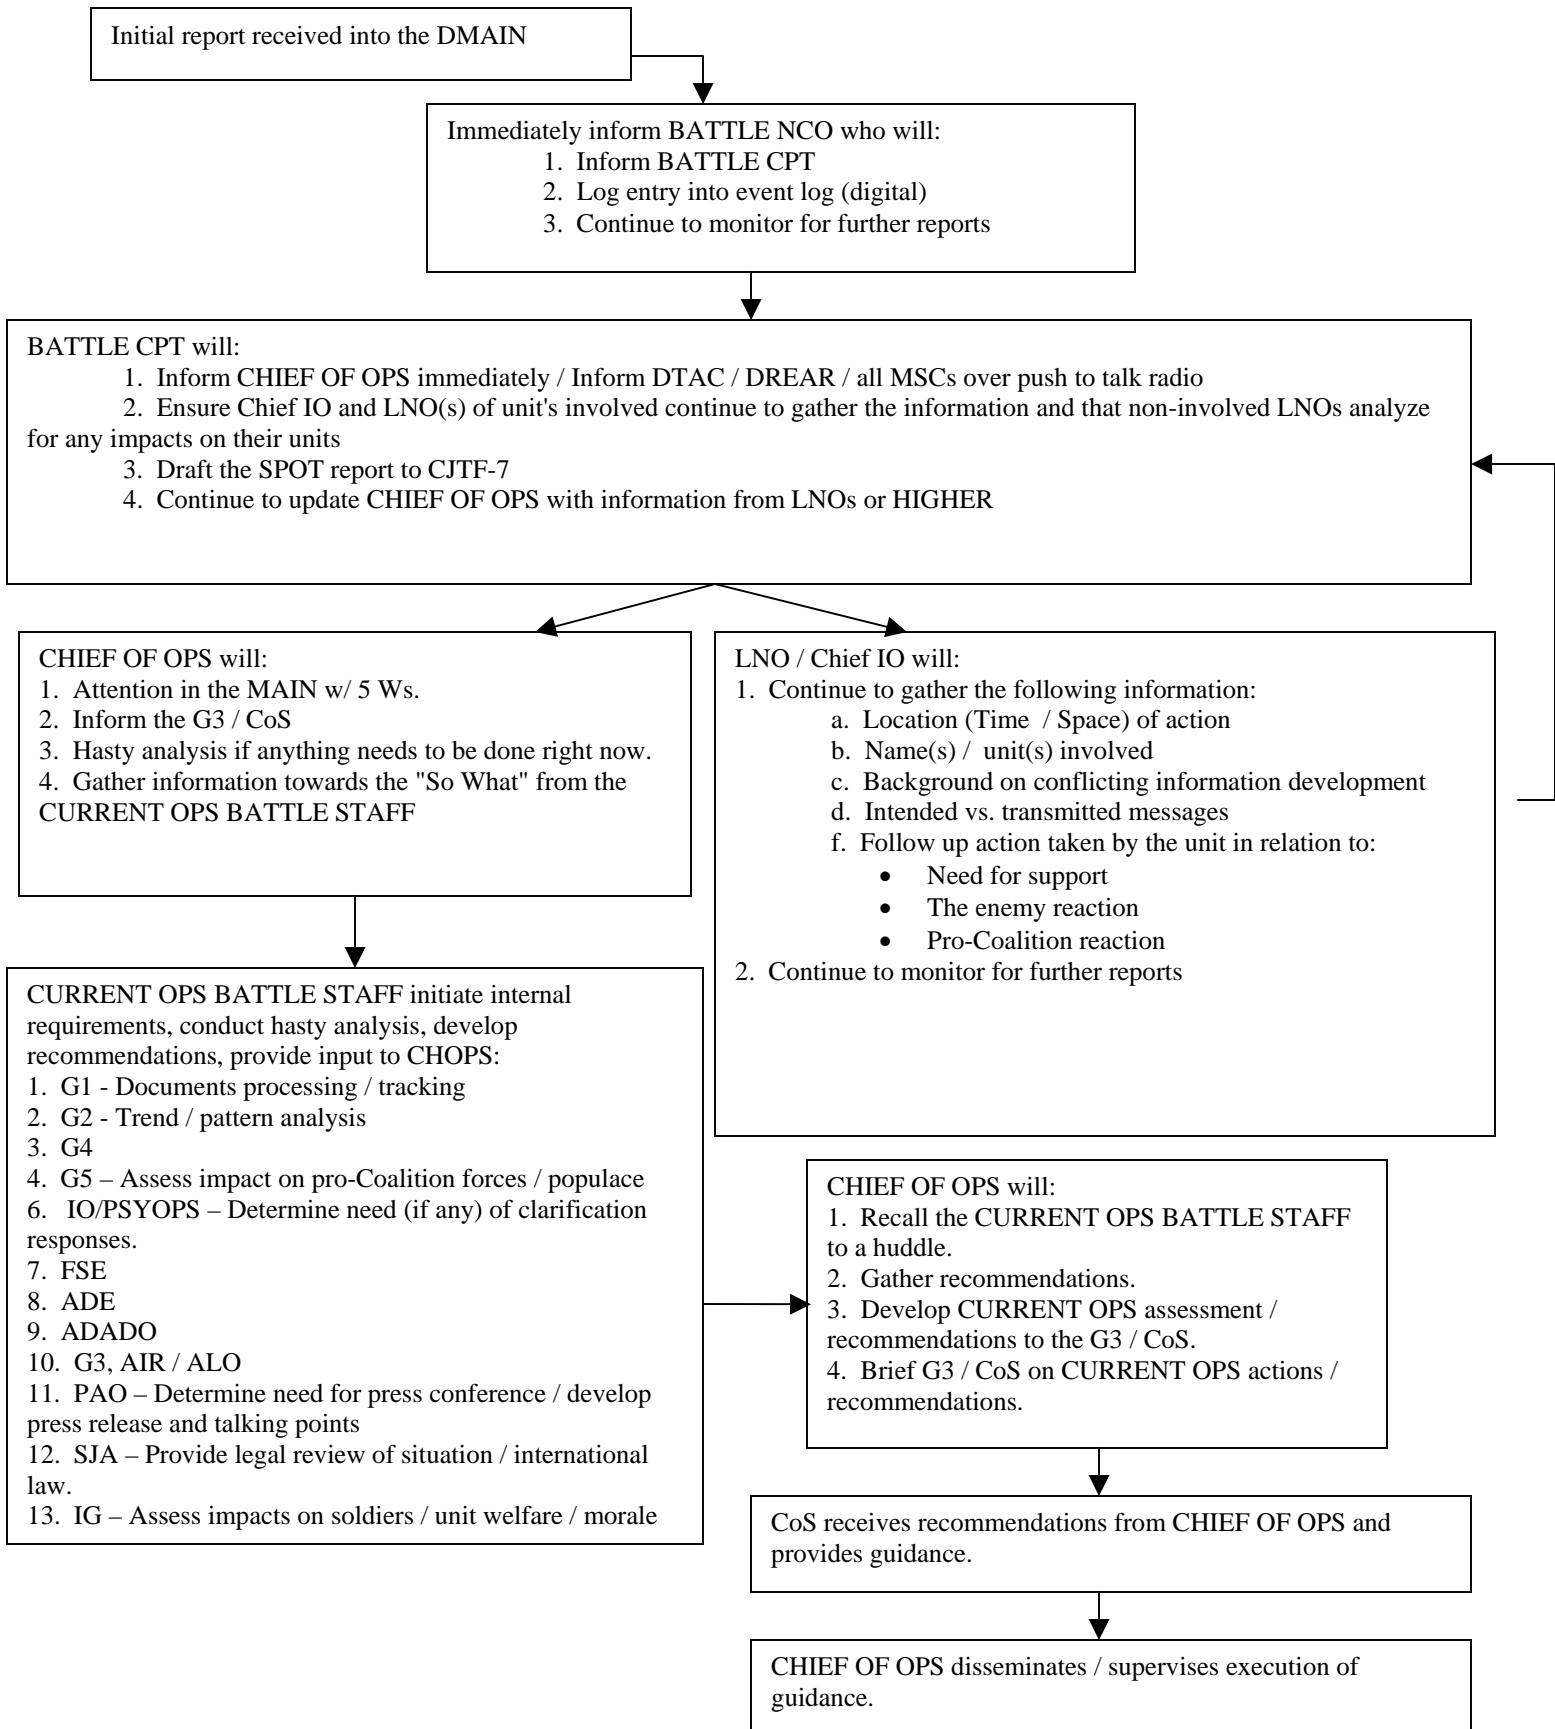 Initial report received into the DMAIN
Immediately inform BATTLE NCO who will:
1. Inform BATTLE CPT
2. Log entry into event log (digital)
3. Continue to monitor for further reports
BATTLE CPT will:
1. Inform CHIEF OF OPS immediately / Inform DTAC / DREAR / all MSCs over push to talk radio
2. Ensure Chief IO and LNO(s) of unit's involved continue to gather the information and that non-involved LNOs analyze
for any impacts on their units
3. Draft the SPOT report to CJTF-7
4. Continue to update CHIEF OF OPS with information from LNOs or HIGHER
CHIEF OF OPS will:
1. Attention in the MAIN w/ 5 Ws.
2. Inform the G3 / CoS
3. Hasty analysis if anything needs to be done right now.
4. Gather information towards the "So What" from the
CURRENT OPS BATTLE STAFF
LNO / Chief IO will:
1. Continue to gather the following information:
a. Location (Time / Space) of action
b. Name(s) / unit(s) involved
c. Background on conflicting information development
d. Intended vs. transmitted messages
f. Follow up action taken by the unit in relation to:
• Need for support
• The enemy reaction
• Pro-Coalition reaction
2. Continue to monitor for further reports
CURRENT OPS BATTLE STAFF initiate internal
requirements, conduct hasty analysis, develop
recommendations, provide input to CHOPS:
1. G1 - Documents processing / tracking
2. G2 - Trend / pattern analysis
3. G4
4. G5 – Assess impact on pro-Coalition forces / populace
6. IO/PSYOPS – Determine need (if any) of clarification
responses.
7. FSE
8. ADE
9. ADADO
10. G3, AIR / ALO
11. PAO – Determine need for press conference / develop
press release and talking points
12. SJA – Provide legal review of situation / international
law.
13. IG – Assess impacts on soldiers / unit welfare / morale
CHIEF OF OPS will:
1. Recall the CURRENT OPS BATTLE STAFF
to a huddle.
2. Gather recommendations.
3. Develop CURRENT OPS assessment /
recommendations to the G3 / CoS.
4. Brief G3 / CoS on CURRENT OPS actions /
recommendations.
CoS receives recommendations from CHIEF OF OPS and
provides guidance.
CHIEF OF OPS disseminates / supervises execution of
guidance.